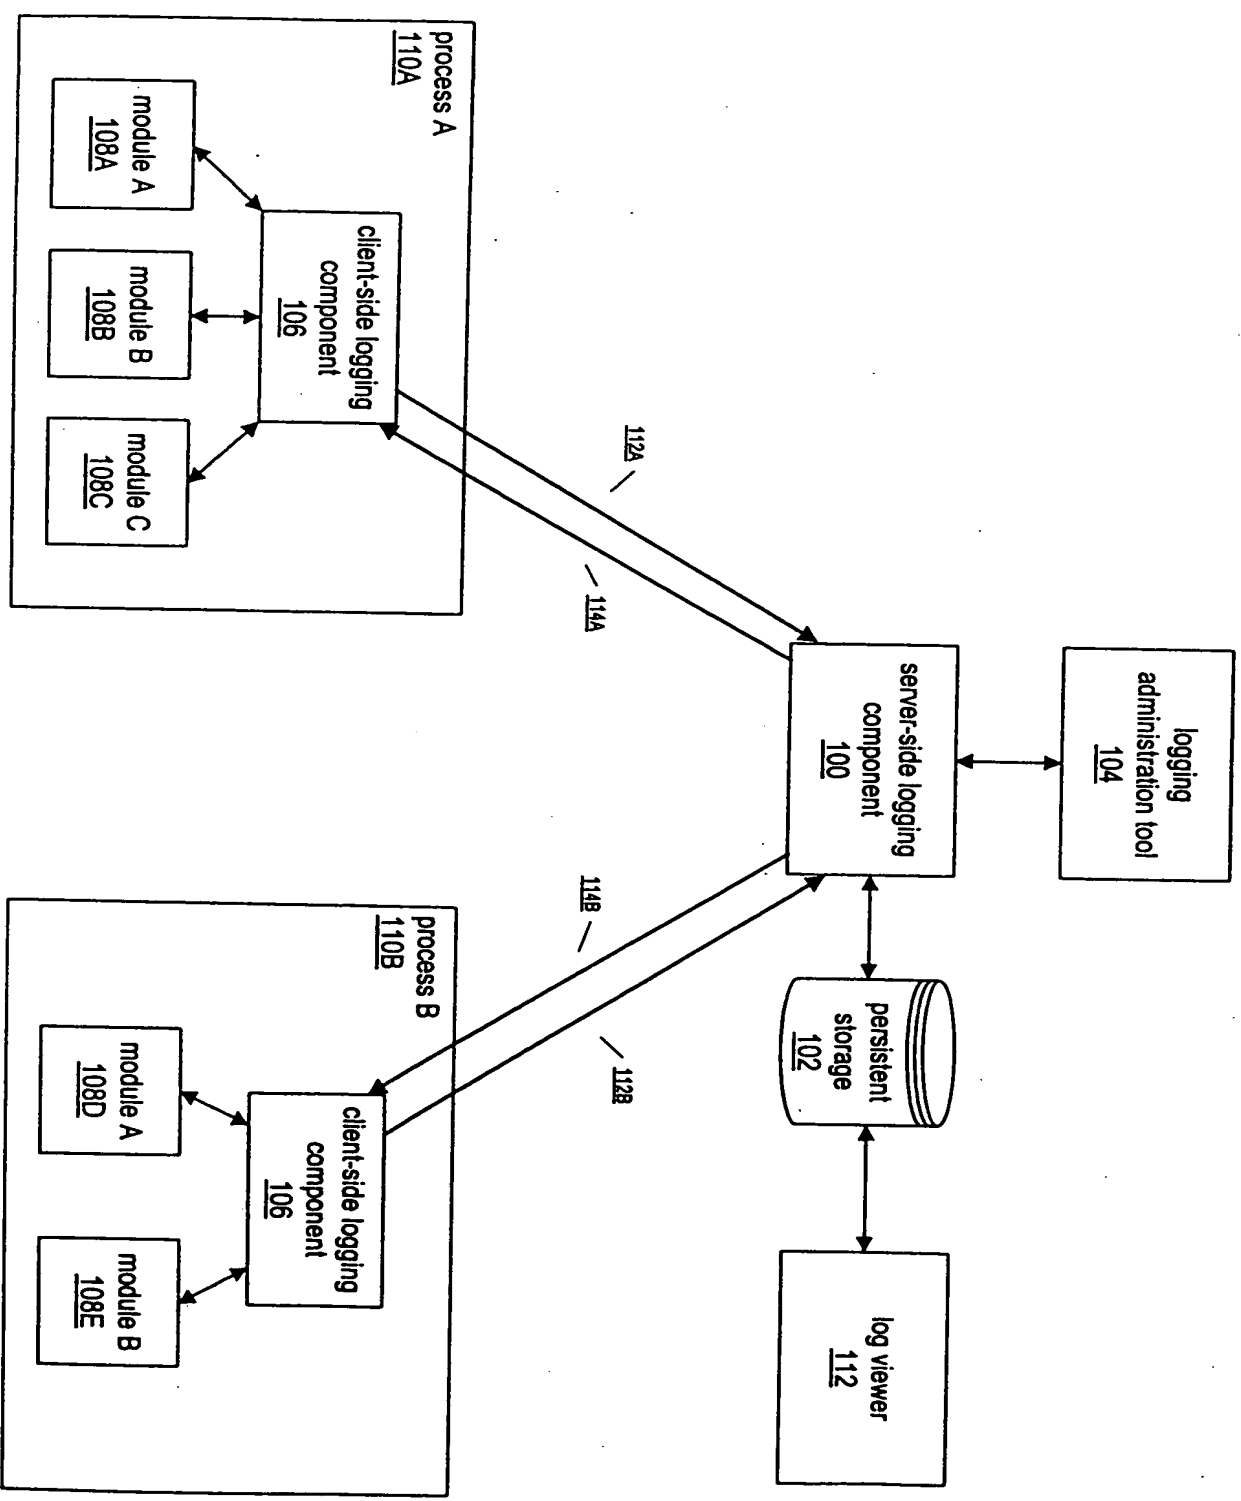 logging
administration tool
104
server-side logging
component
100
persistent
storage
102
log viewer
112
112A
114A
114B
112B
process A
110A
client-side logging
component
106
module A
108A
module B
108B
module C
108C
process B
110B
client-side logging
component
106
module A
108D
module B
108E